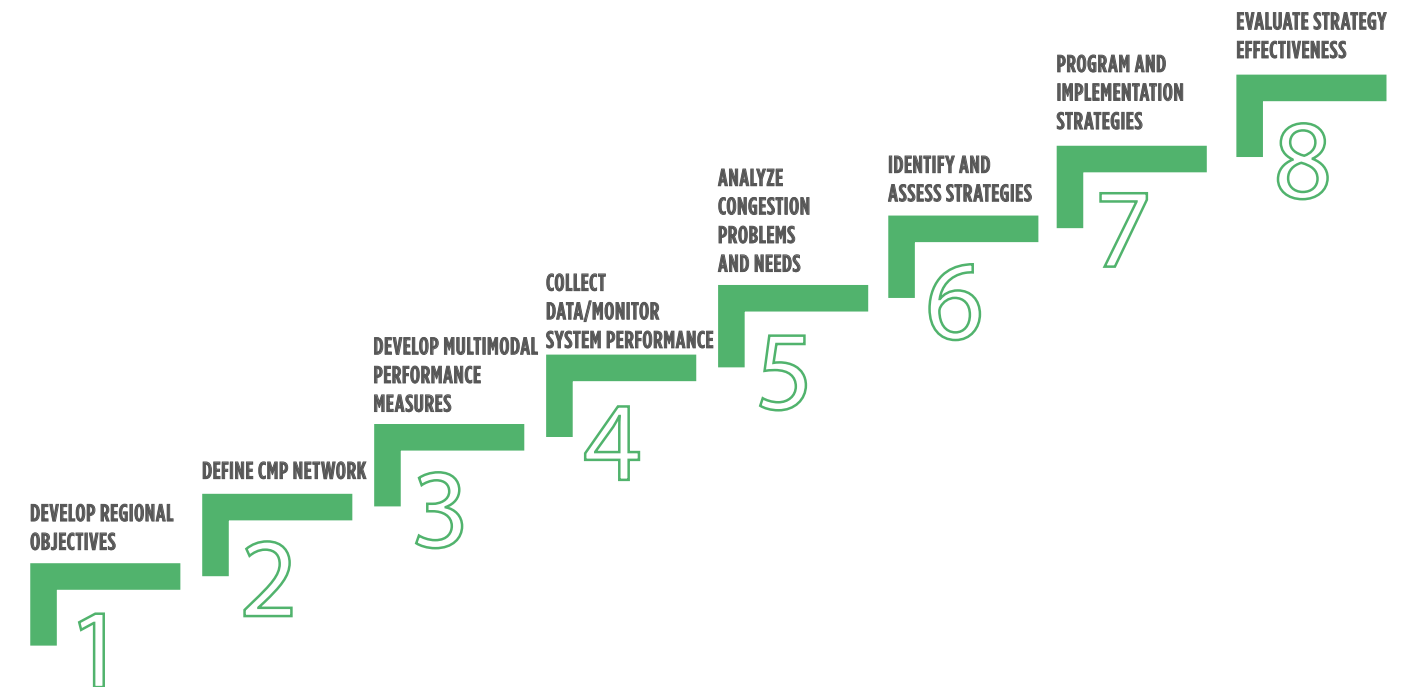 DEVELOP REGIONAL
OBJECTIVES
1
DEFINE CMP NETWORK
2
DEVELOP MULTIMODAL
PERFORMANCE
MEASURES
3
COLLECT
DATA/MONITOR
SYSTEM PERFORMANCE
4
ANALYZE
CONGESTION
PROBLEMS
AND NEEDS
5
IDENTIFY AND
ASSESS STRATEGIES
6
PROGRAM AND
IMPLEMENTATION
STRATEGIES
7
EVALUATE STRATEGY
EFFECTIVENESS
8